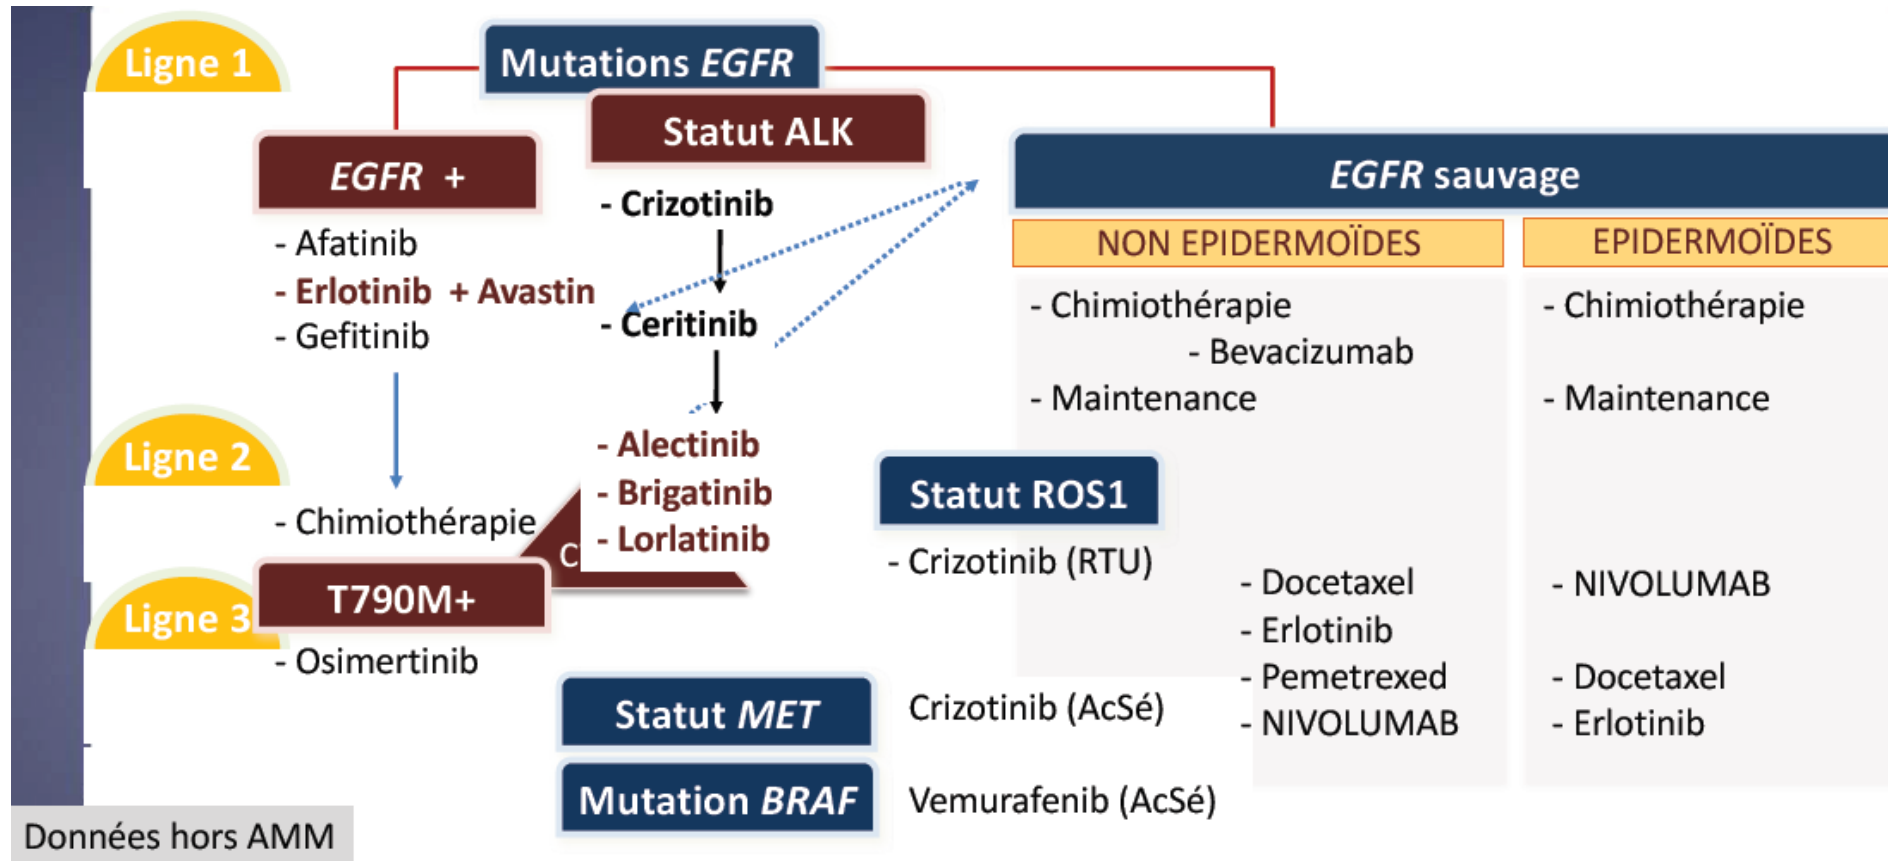 Ligne 1
Mutations EGFR
Statut ALK
EGFR +
- Afatinib
- Erlotinib + Avastin
- Gefitinib
- Crizotinib
- Ceritinib
- Alectinib
- Brigatinib
- Lorlatinib
EGFR sauvage
NON EPIDERMOÏDES
- Chimiothérapie
- Bevacizumab
- Maintenance
EPIDERMOÏDES
- Chimiothérapie
- Maintenance
Ligne 2
- Chimiothérapie
Statut ROS1
- Crizotinib (RTU)
- Docetaxel
- Erlotinib
- Pemetrexed
- NIVOLUMAB
- NIVOLUMAB
- Docetaxel
- Erlotinib
Ligne 3
T790M+
- Osimertinib
Statut MET
Crizotinib (AcSé)
Mutation BRAF
Vemurafenib (AcSé)
Données hors AMM